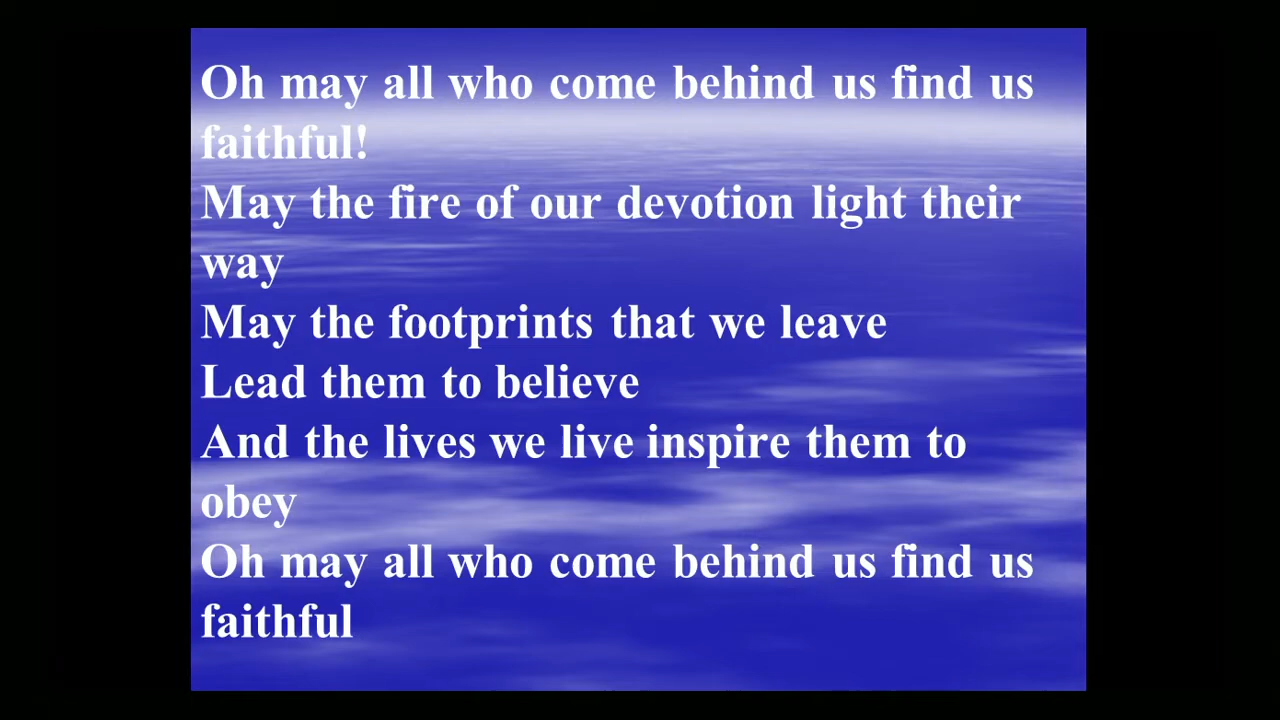 Oh may all who come behind us find us
faithful!
May the fire of our devotion light their
way
May the footprints that we leave
Lead them to believe
And the lives we live inspire them to
obey
Oh may all who come behind us find us
faithful